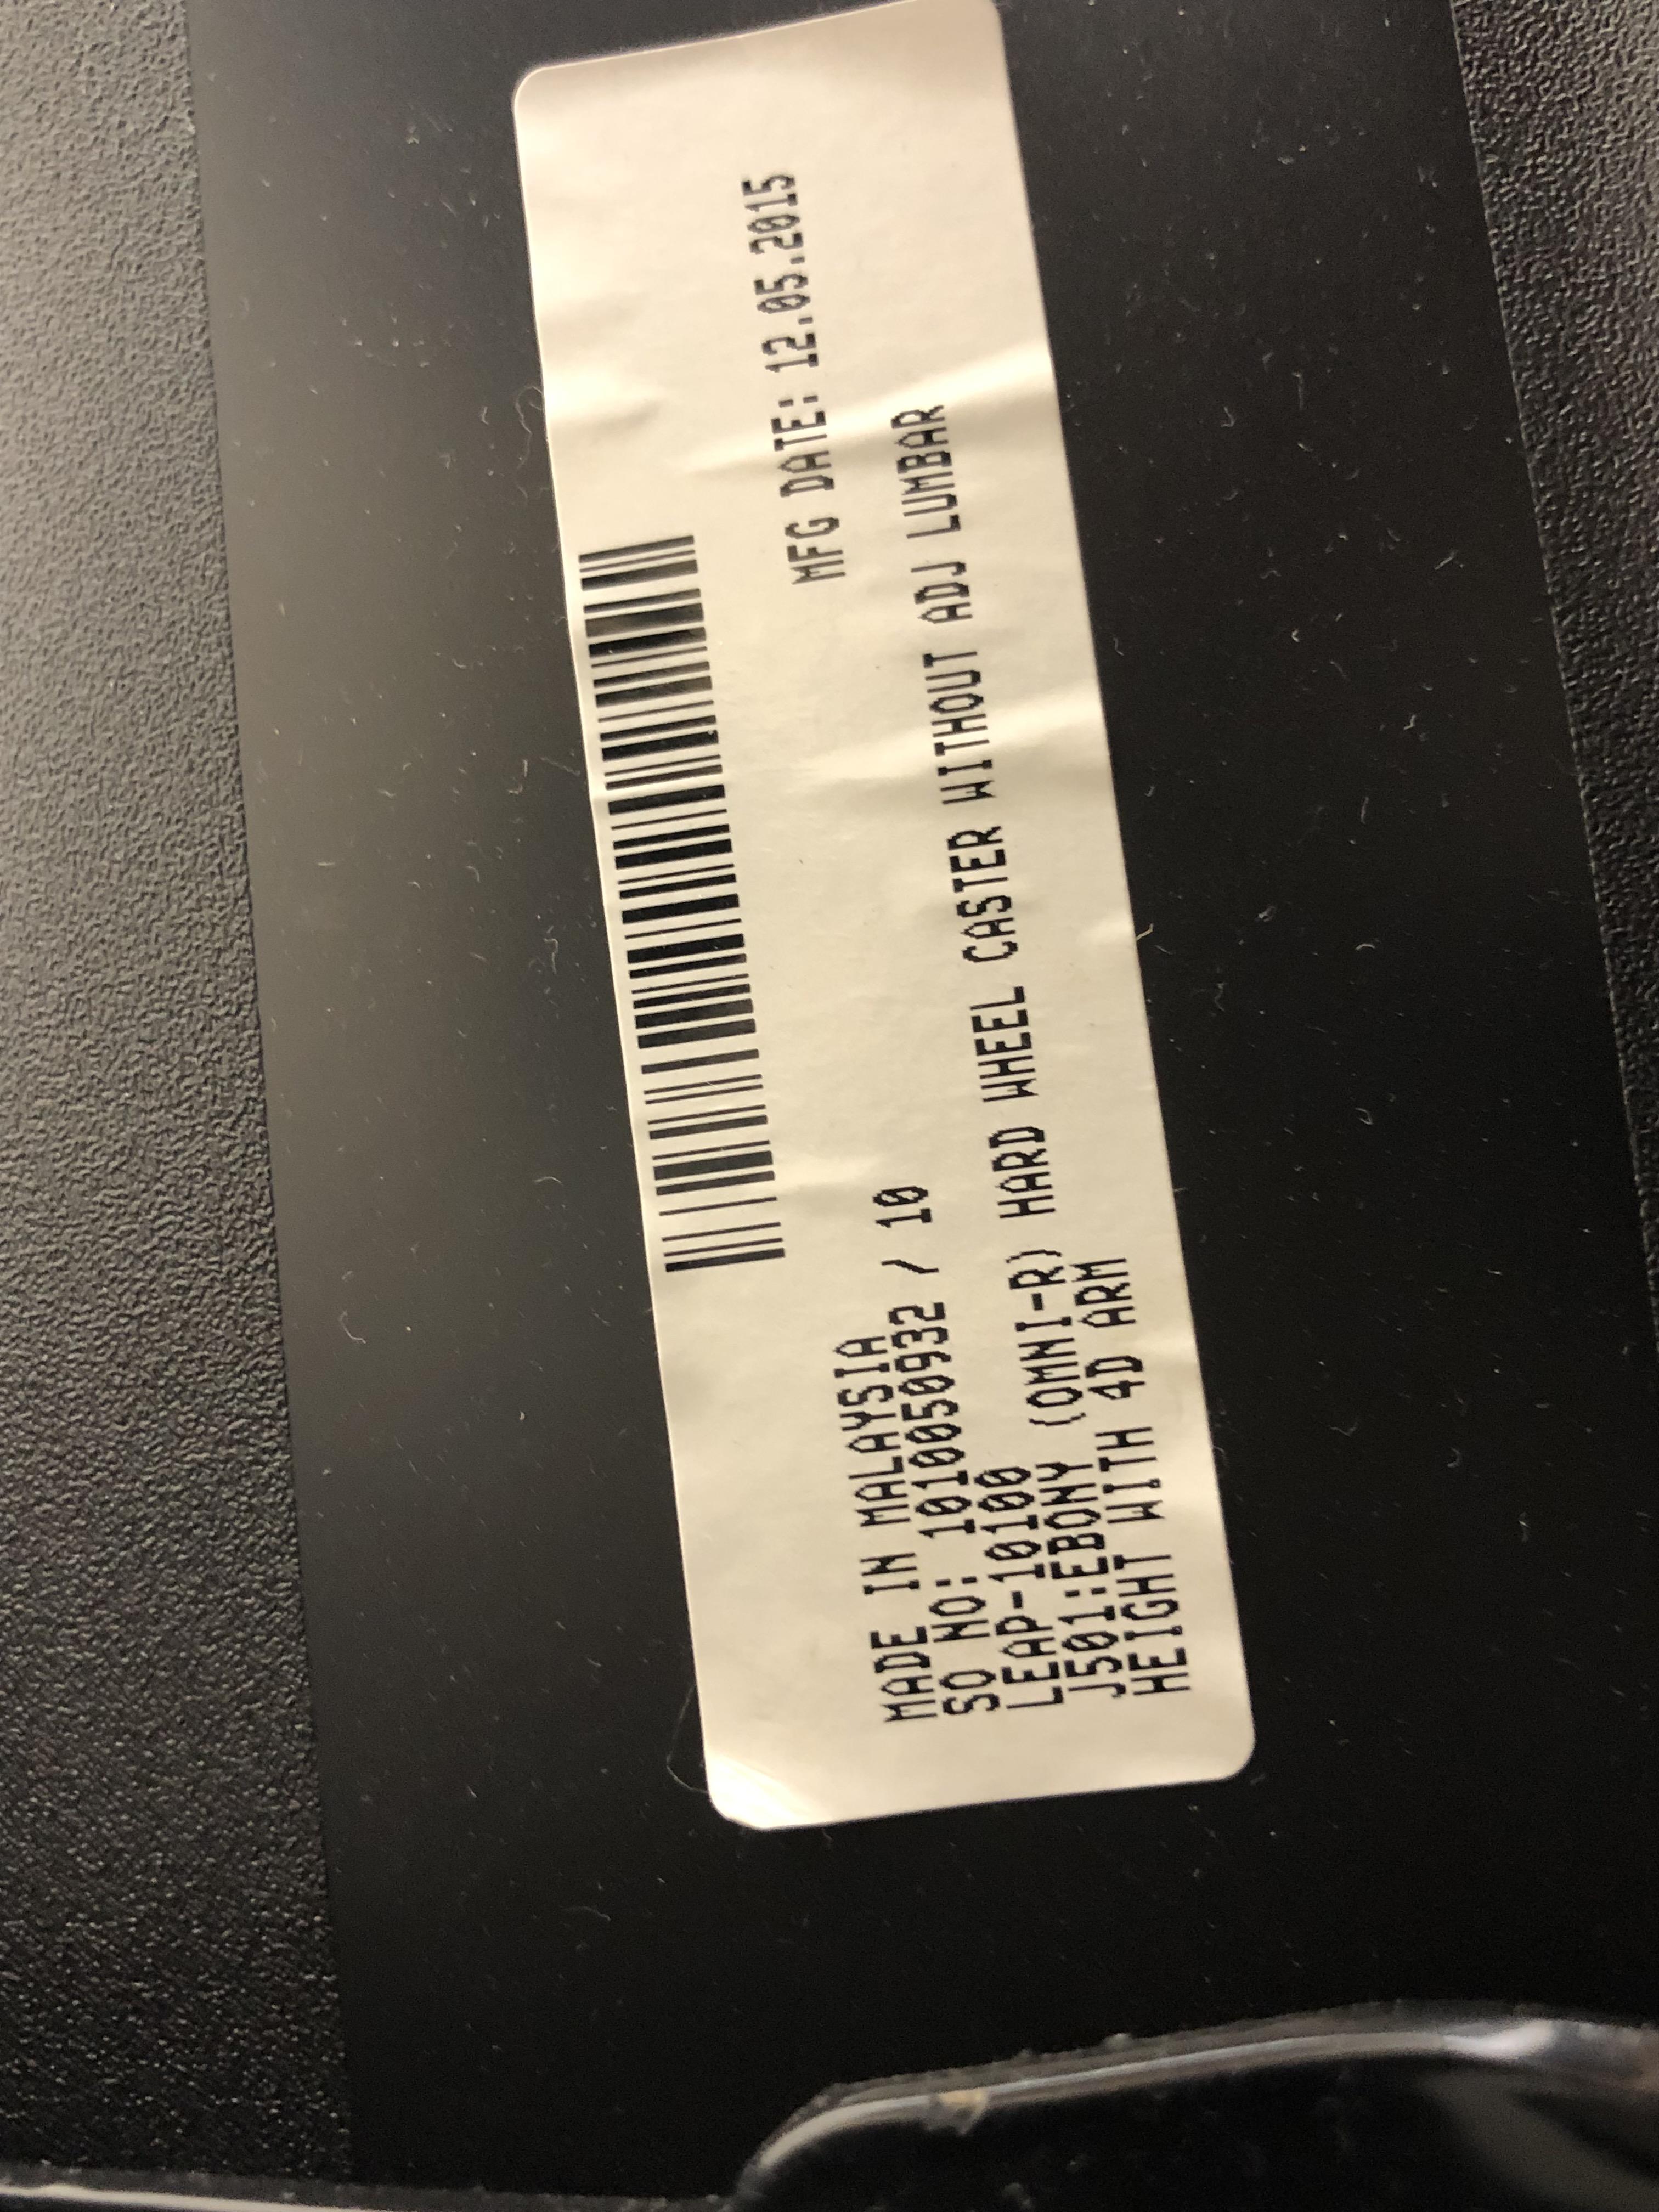 MFG DATE: 12.05.2015
MADE IN MALAYSIA
SO NO: 1010050932 / 10
LEAP-10100
J501:EBONY (OMNI-R) HARD WHEEL CASTER WITHOUT ADJ LUMBAR
HEIGHT WITH 4D ARM